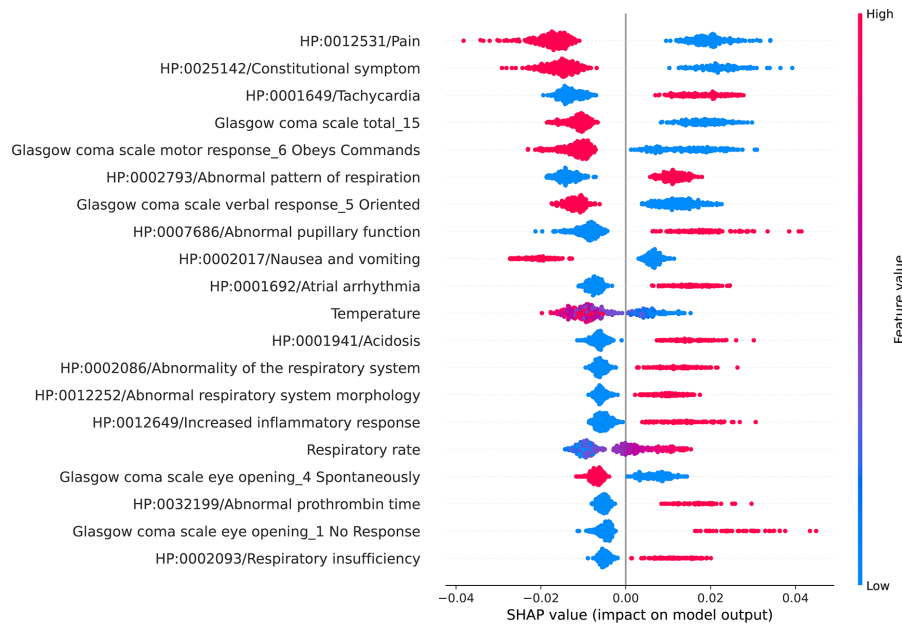 High
HP:0012531/Pain
HP:0025142/Constitutional symptom
HP:0001649/Tachycardia
Glasgow coma scale total_15
Glasgow coma scale motor response_6 Obeys Commands
HP:0002793/Abnormal pattern of respiration
Glasgow coma scale verbal response_5 Oriented
HP:0007686/Abnormal pupillary function
HP:0002017/Nausea and vomiting
HP:0001692/Atrial arrhythmia
Temperature
HP:0001941/Acidosis
HP:0002086/Abnormality of the respiratory system
HP:0012252/Abnormal respiratory system morphology
HP:0012649/Increased inflammatory response
Respiratory rate
Glasgow coma scale eye opening_4 Spontaneously
HP:0032199/Abnormal prothrombin time
Glasgow coma scale eye opening_1 No Response
HP:0002093/Respiratory insufficiency
Feature value
Low
−0.04 −0.02 0.00 0.02 0.04
SHAP value (impact on model output)